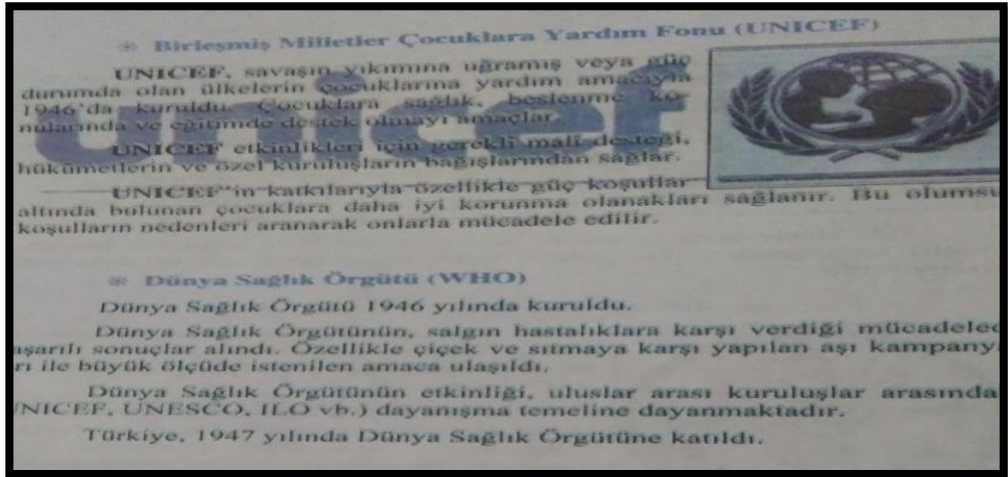 * Birleşmiş Milletler Çocuklara Yardım Fonu (UNICEF)
UNICEF, savaşın yıkımına uğramış veya güç
durumda olan ülkelerin çocuklarına yardım amacıyla
1946'da kuruldu. Çocuklara sağlık, beslenme ko-
nularında ve eğitimde destek olmayı amaçlar.
unicef
UNICEF etkinlikleri için gerekli mali desteği,
hükümetlerin ve özel kuruluşların bağışlarından sağlar.
UNICEF'in katkılarıyla özellikle güç koşullar
altında bulunan çocuklara daha iyi korunma olanakları sağlanır. Bu olumsu
koşulların nedenleri aranarak onlarla mücadele edilir.
* Dünya Sağlık Örgütü (WHO)
Dünya Sağlık Örgütü 1946 yılında kuruldu.
Dünya Sağlık Örgütünün, salgın hastalıklara karşı verdiği mücadeled
aşarılı sonuçlar alındı. Özellikle çiçek ve sıtmaya karşı yapılan aşı kampanya
rı ile büyük ölçüde istenilen amaca ulaşıldı.
Dünya Sağlık Örgütünün etkinliği, uluslar arası kuruluşlar arasında
UNICEF, UNESCO, ILO vb.) dayanışma temeline dayanmaktadır.
Türkiye, 1947 yılında Dünya Sağlık Örgütüne katıldı.